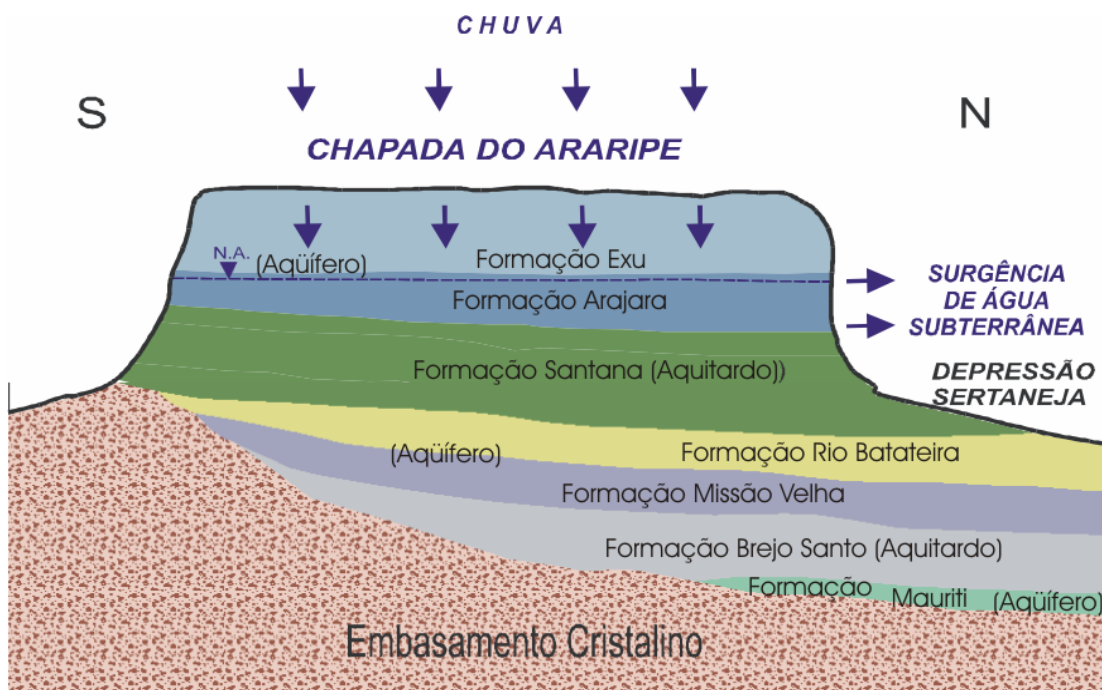 CHUVA
S
N
CHAPADA DO ARARIPE
N.A.
(Aqüífero)
Formação Exu
Formação Arajara
SURGÊNCIA
DE ÁGUA
SUBTERRÂNEA
Formação Santana (Aquitardo))
DEPRESSÃO
SERTANEJA
(Aqüífero)
Formação Rio Batateira
Formação Missão Velha
Formação Brejo Santo (Aquitardo)
Formação Mauriti (Aqüífero)
Embasamento Cristalino